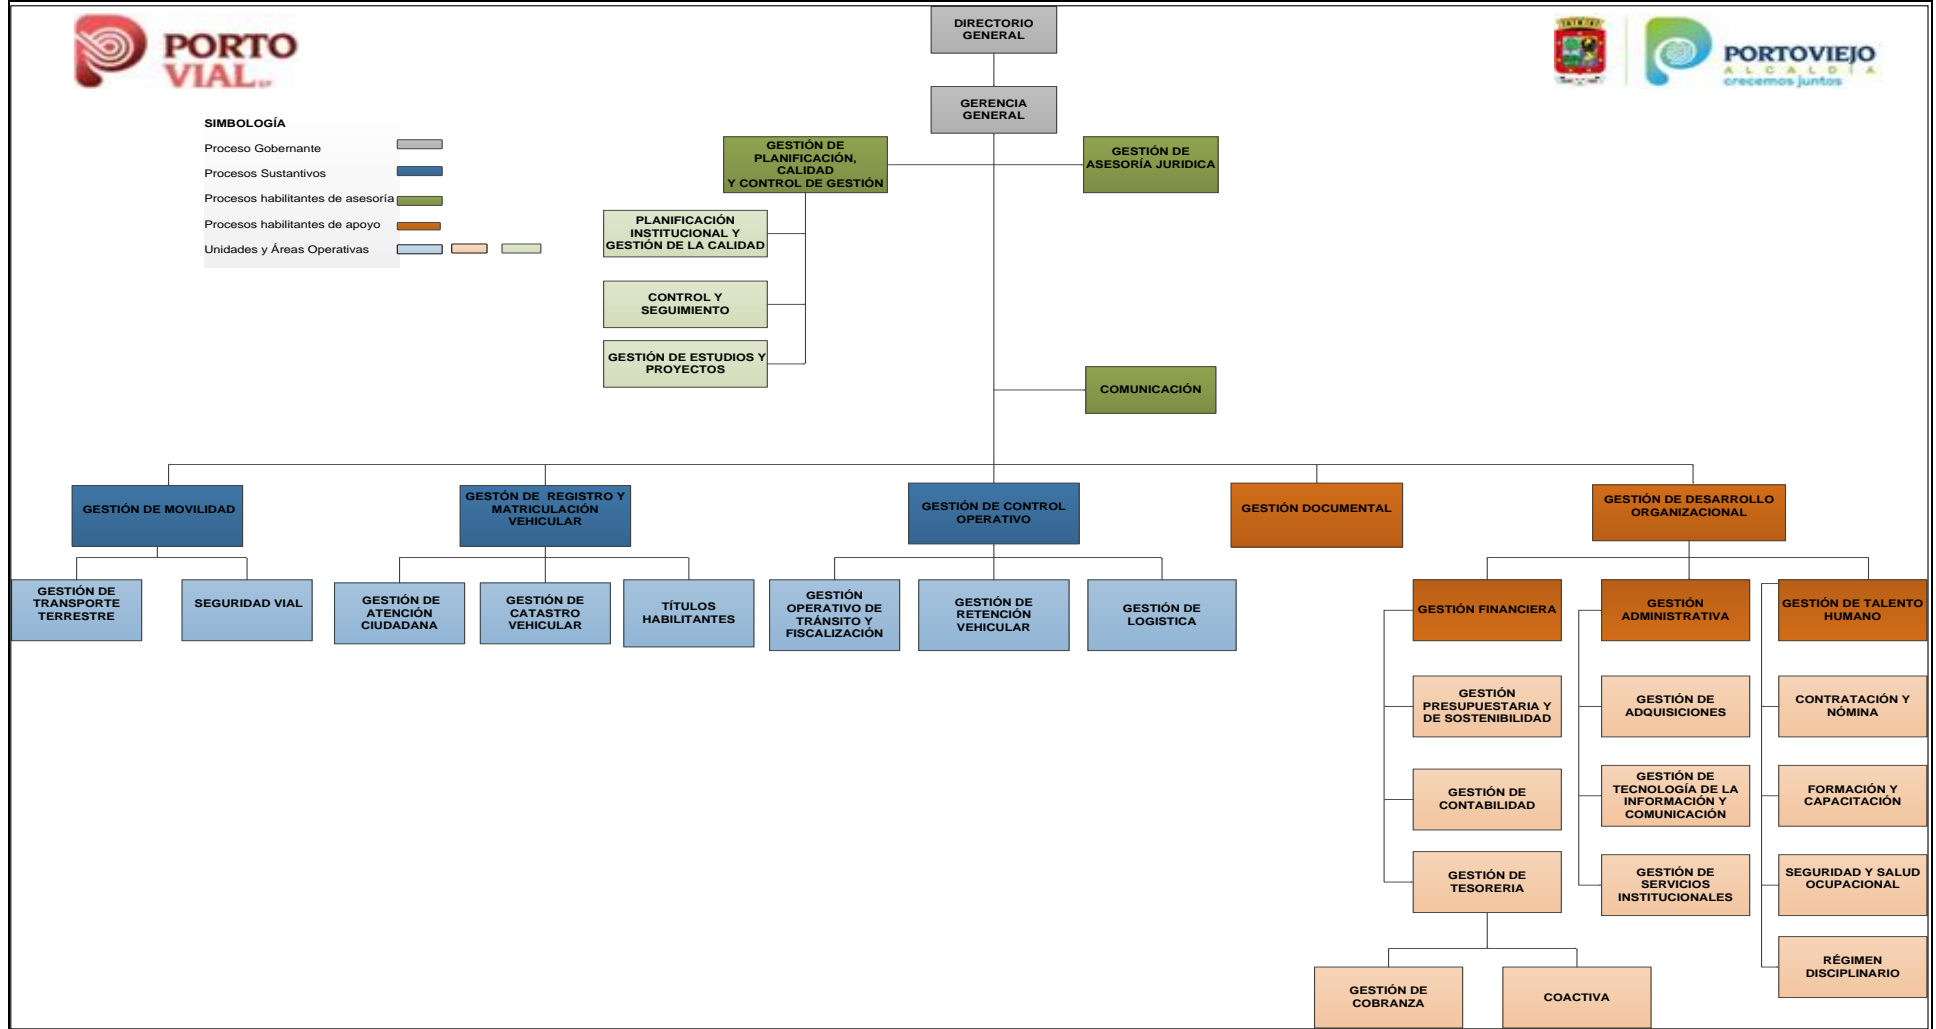 PORTO
VIAL EP
PORTOVIEJO
ALCALDÍA
crecemos juntos
DIRECTORIO
GENERAL
GERENCIA
GENERAL
SIMBOLOGÍA
Proceso Gobernante
Procesos Sustantivos
Procesos habilitantes de asesoría
Procesos habilitantes de apoyo
Unidades y Áreas Operativas
GESTIÓN DE
PLANIFICACIÓN,
CALIDAD
Y CONTROL DE GESTIÓN
GESTIÓN DE
ASESORÍA JURIDICA
PLANIFICACIÓN
INSTITUCIONAL Y
GESTIÓN DE LA CALIDAD
CONTROL Y
SEGUIMIENTO
GESTIÓN DE ESTUDIOS Y
PROYECTOS
COMUNICACIÓN
GESTIÓN DE MOVILIDAD
GESTÓN DE  REGISTRO Y
MATRICULACIÓN
VEHICULAR
GESTIÓN DE CONTROL
OPERATIVO
GESTIÓN DOCUMENTAL
GESTIÓN DE DESARROLLO
ORGANIZACIONAL
GESTIÓN DE
TRANSPORTE
TERRESTRE
SEGURIDAD VIAL
GESTIÓN DE
ATENCIÓN
CIUDADANA
GESTIÓN DE
CATASTRO
VEHICULAR
TÍTULOS
HABILITANTES
GESTIÓN
OPERATIVO DE
TRÁNSITO Y
FISCALIZACIÓN
GESTIÓN DE
RETENCIÓN
VEHICULAR
GESTIÓN DE
LOGISTICA
GESTIÓN FINANCIERA
GESTIÓN
ADMINISTRATIVA
GESTIÓN DE TALENTO
HUMANO
GESTIÓN
PRESUPUESTARIA Y
DE SOSTENIBILIDAD
GESTIÓN DE
ADQUISICIONES
CONTRATACIÓN Y
NÓMINA
GESTIÓN DE
CONTABILIDAD
GESTIÓN DE
TECNOLOGÍA DE LA
INFORMACIÓN Y
COMUNICACIÓN
FORMACIÓN Y
CAPACITACIÓN
GESTIÓN DE
TESORERIA
GESTIÓN DE
SERVICIOS
INSTITUCIONALES
SEGURIDAD Y SALUD
OCUPACIONAL
RÉGIMEN
DISCIPLINARIO
GESTIÓN DE
COBRANZA
COACTIVA